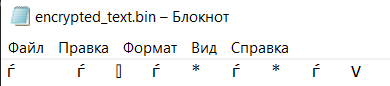 encrypted_text.bin – Блокнот
Файл Правка Формат Вид Справка
ѓ ѓ ▯ ѓ * ѓ * ѓ V